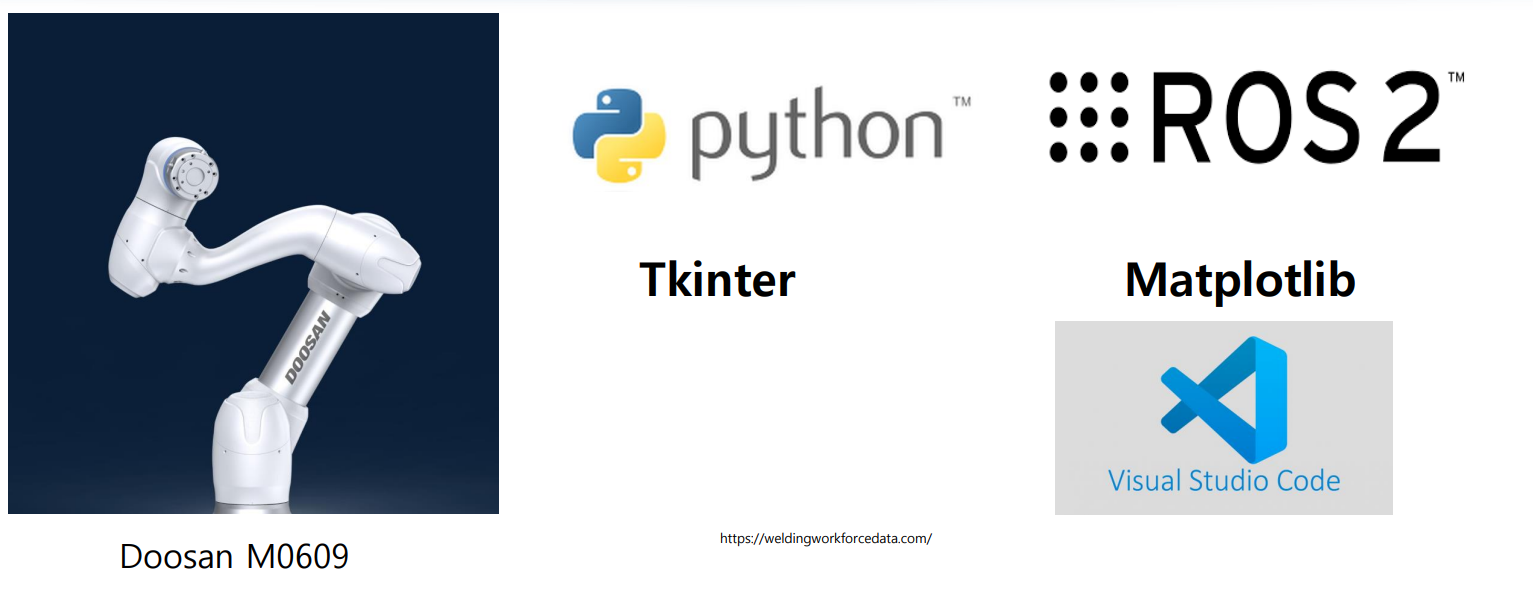 python™
ROS 2™
Tkinter
Matplotlib
DOOSAN
Visual Studio Code
https://weldingworkforcedata.com/
Doosan M0609